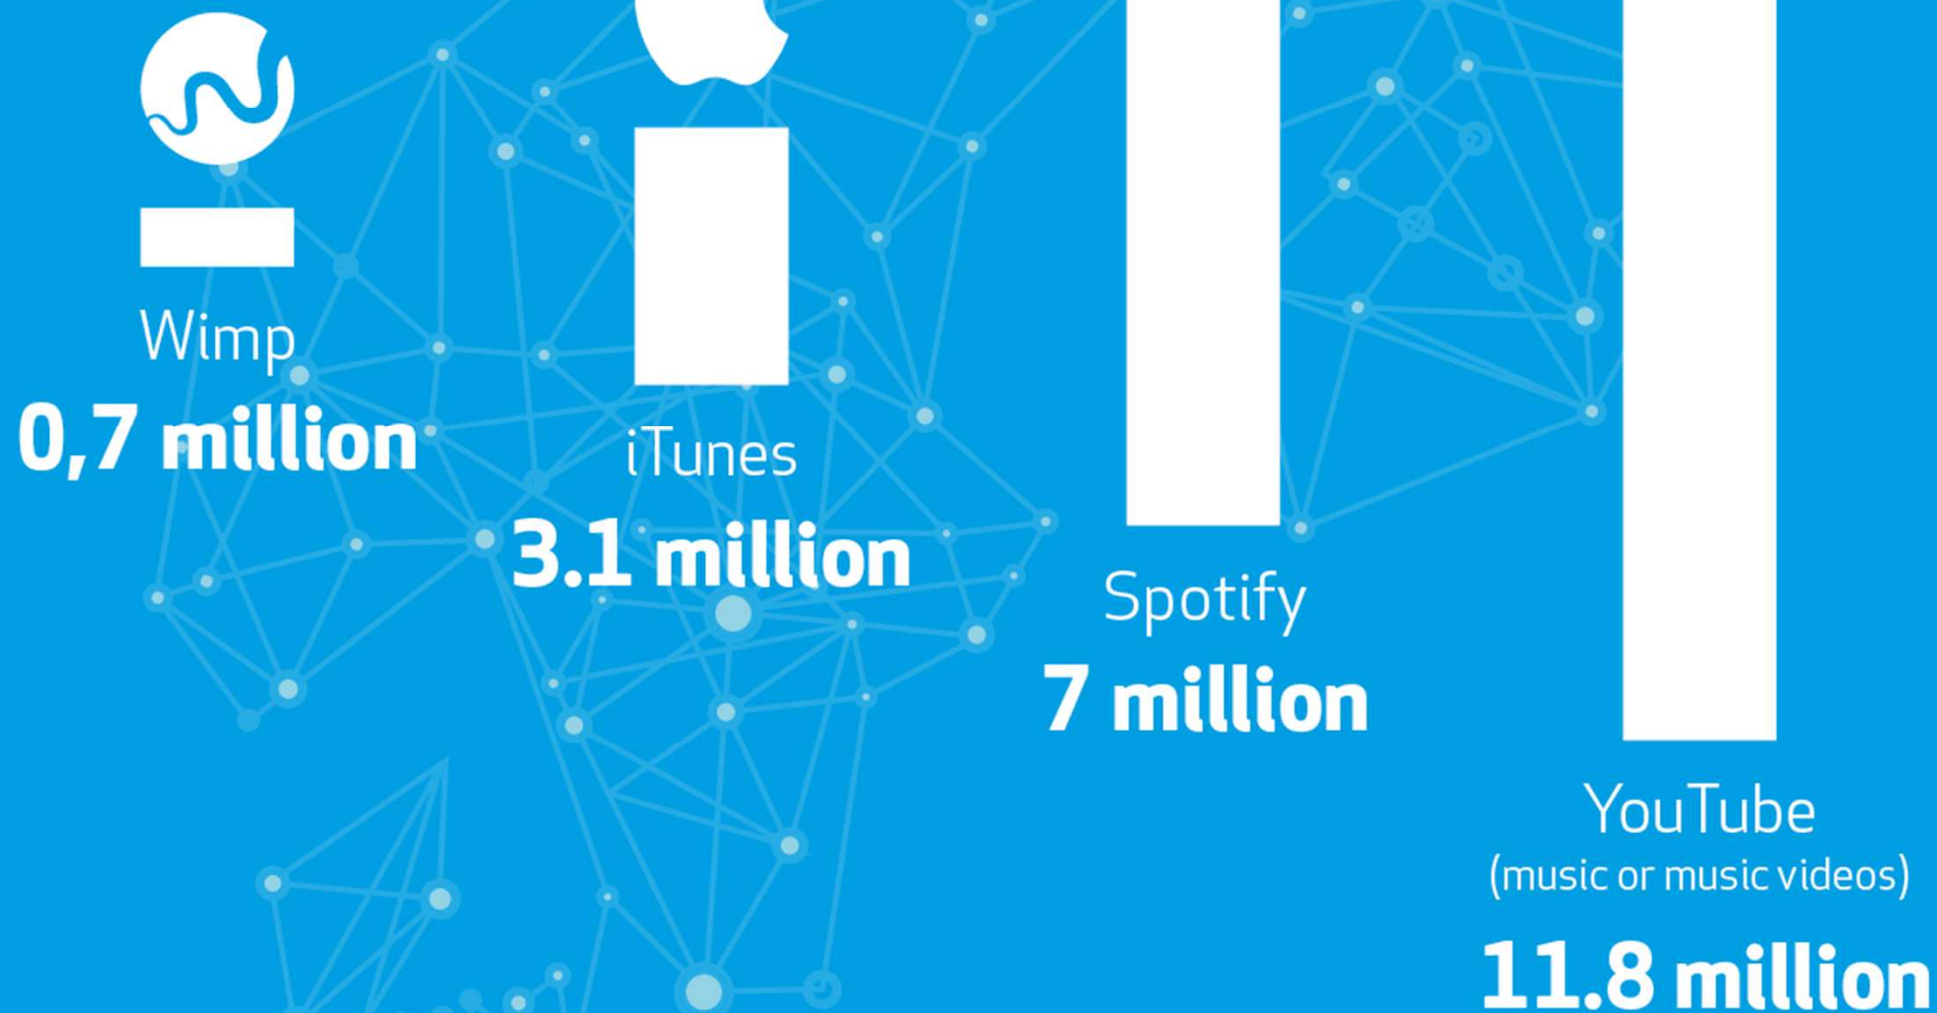 Wimp
0,7 million
iTunes
3.1 million
Spotify
7 million
YouTube
(music or music videos)
11.8 million